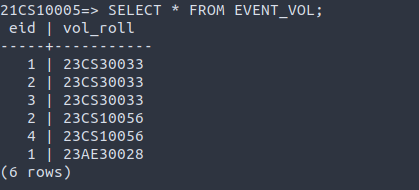 21CS10005=> SELECT * FROM EVENT_VOL;
 eid | vol_roll
-----+-----------
   1 | 23CS30033
   2 | 23CS30033
   3 | 23CS30033
   2 | 23CS10056
   4 | 23CS10056
   1 | 23AE30028
(6 rows)